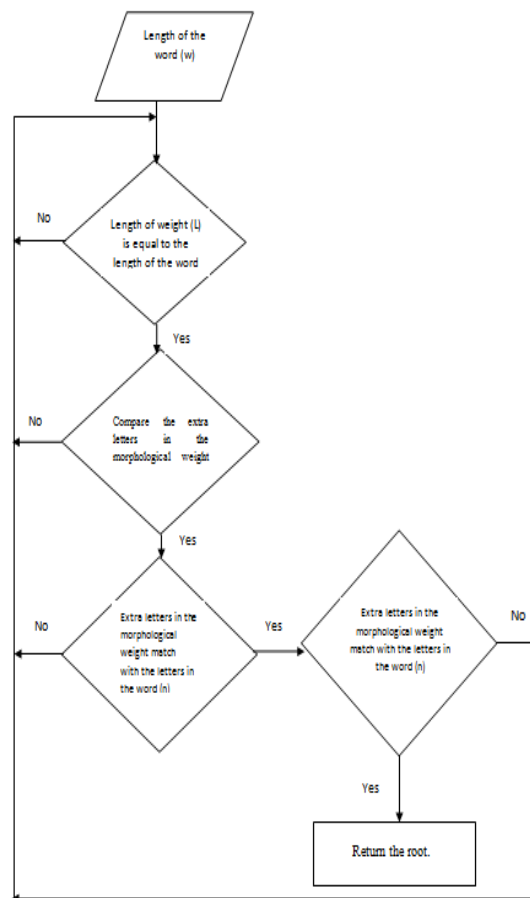 Length of the
word (w)
No
Length of weight (L)
is equal to the
length of the word
Yes
No
Compare the extra
letters in the
morphological weight
Yes
No
Extra letters in the
morphological
weight match
with the letters in
the word (n)
Yes
Extra letters in the
morphological weight
match with the letters in
the word (n)
No
Yes
Return the root.